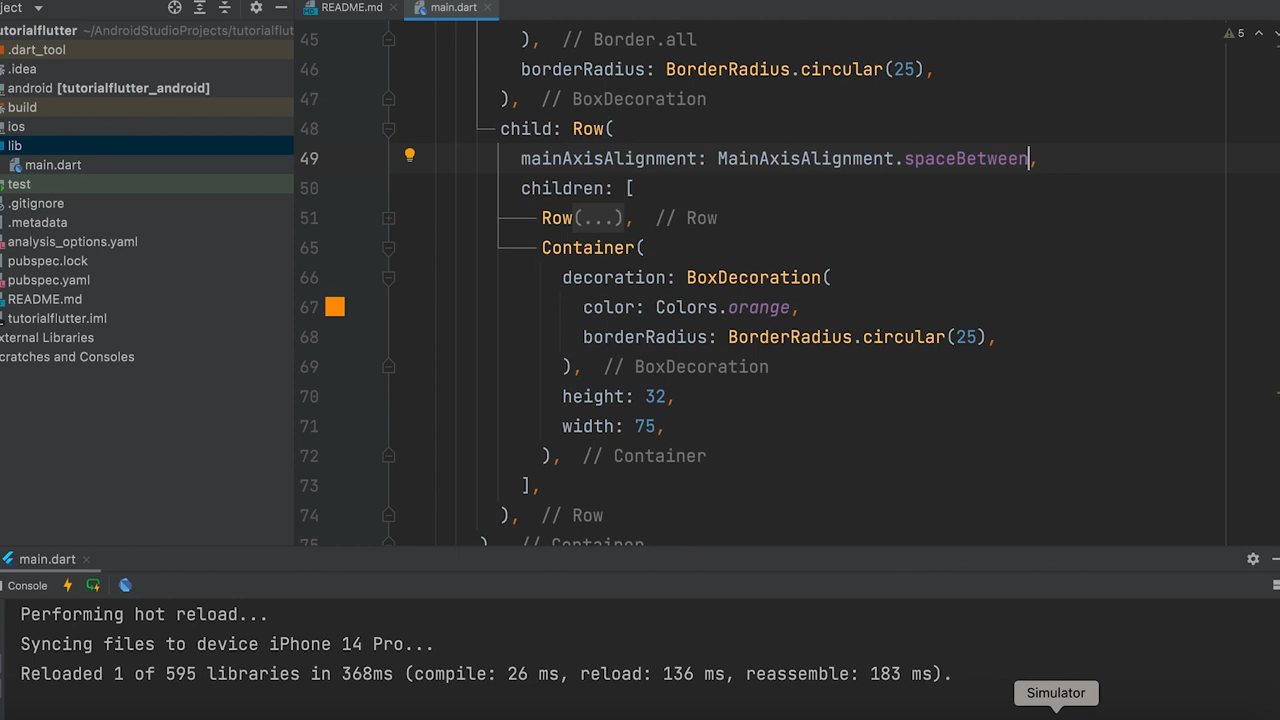 ject
README.md
main.dart
utorialflutter ~/AndroidStudioProjects/tutorialflut
.dart_tool
.idea
android [tutorialflutter_android]
build
ios
lib
main.dart
test
.gitignore
.metadata
analysis_options.yaml
pubspec.lock
pubspec.yaml
README.md
tutorialflutter.iml
xternal Libraries
cratches and Consoles
5
45 ), // Border.all
46 borderRadius: BorderRadius.circular(25),
47 ), // BoxDecoration
48 child: Row(
49 mainAxisAlignment: MainAxisAlignment.spaceBetween,
50 children: [
51 Row(...), // Row
65 Container(
66 decoration: BoxDecoration(
67 color: Colors.orange,
68 borderRadius: BorderRadius.circular(25),
69 ), // BoxDecoration
70 height: 32,
71 width: 75,
72 ), // Container
73 ],
74 ), // Row
75 ) // Container
main.dart
Console
Performing hot reload...
Syncing files to device iPhone 14 Pro...
Reloaded 1 of 595 libraries in 368ms (compile: 26 ms, reload: 136 ms, reassemble: 183 ms).
Simulator